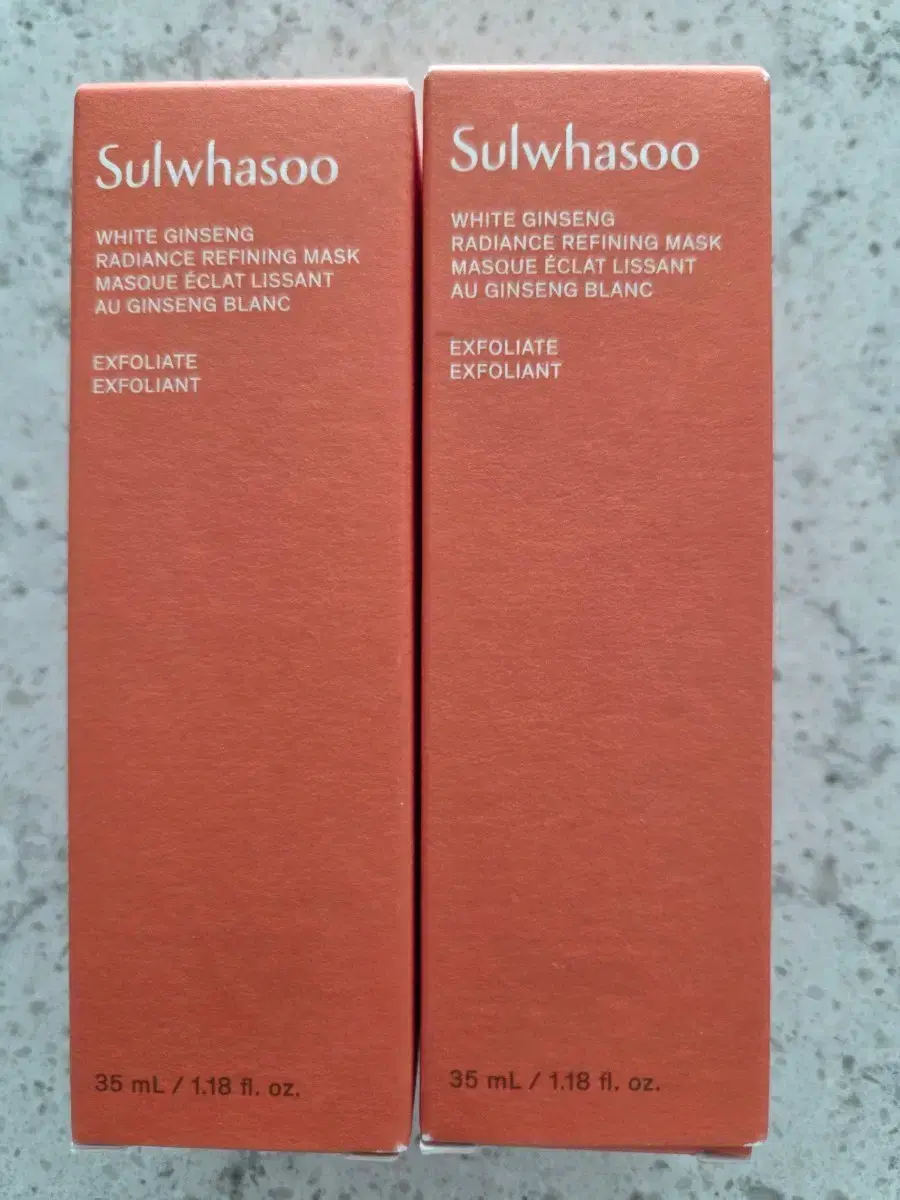 Sulwhasoo
WHITE GINSENG
RADIANCE REFINING MASK
MASQUE ÉCLAT LISSANT
AU GINSENG BLANC
EXFOLIATE
EXFOLIANT
35 mL / 1.18 fl. oz.
Sulwhasoo
WHITE GINSENG
RADIANCE REFINING MASK
MASQUE ÉCLAT LISSANT
AU GINSENG BLANC
EXFOLIATE
EXFOLIANT
35 mL / 1.18 fl. oz.